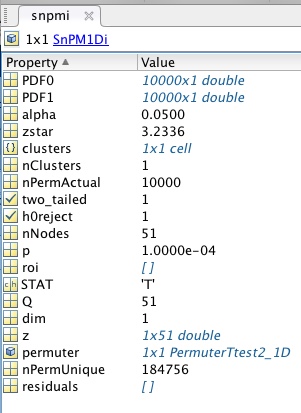 snpmi
1x1 SnPM1Di
Property Value
PDF0 10000x1 double
PDF1 10000x1 double
alpha 0.0500
zstar 3.2336
{ } clusters 1x1 cell
nClusters 1
nPermActual 10000
two_tailed 1
h0reject 1
nNodes 51
p 1.0000e-04
roi [ ]
STAT 'T'
Q 51
dim 1
z 1x51 double
permuter 1x1 PermuterTtest2_1D
nPermUnique 184756
residuals [ ]